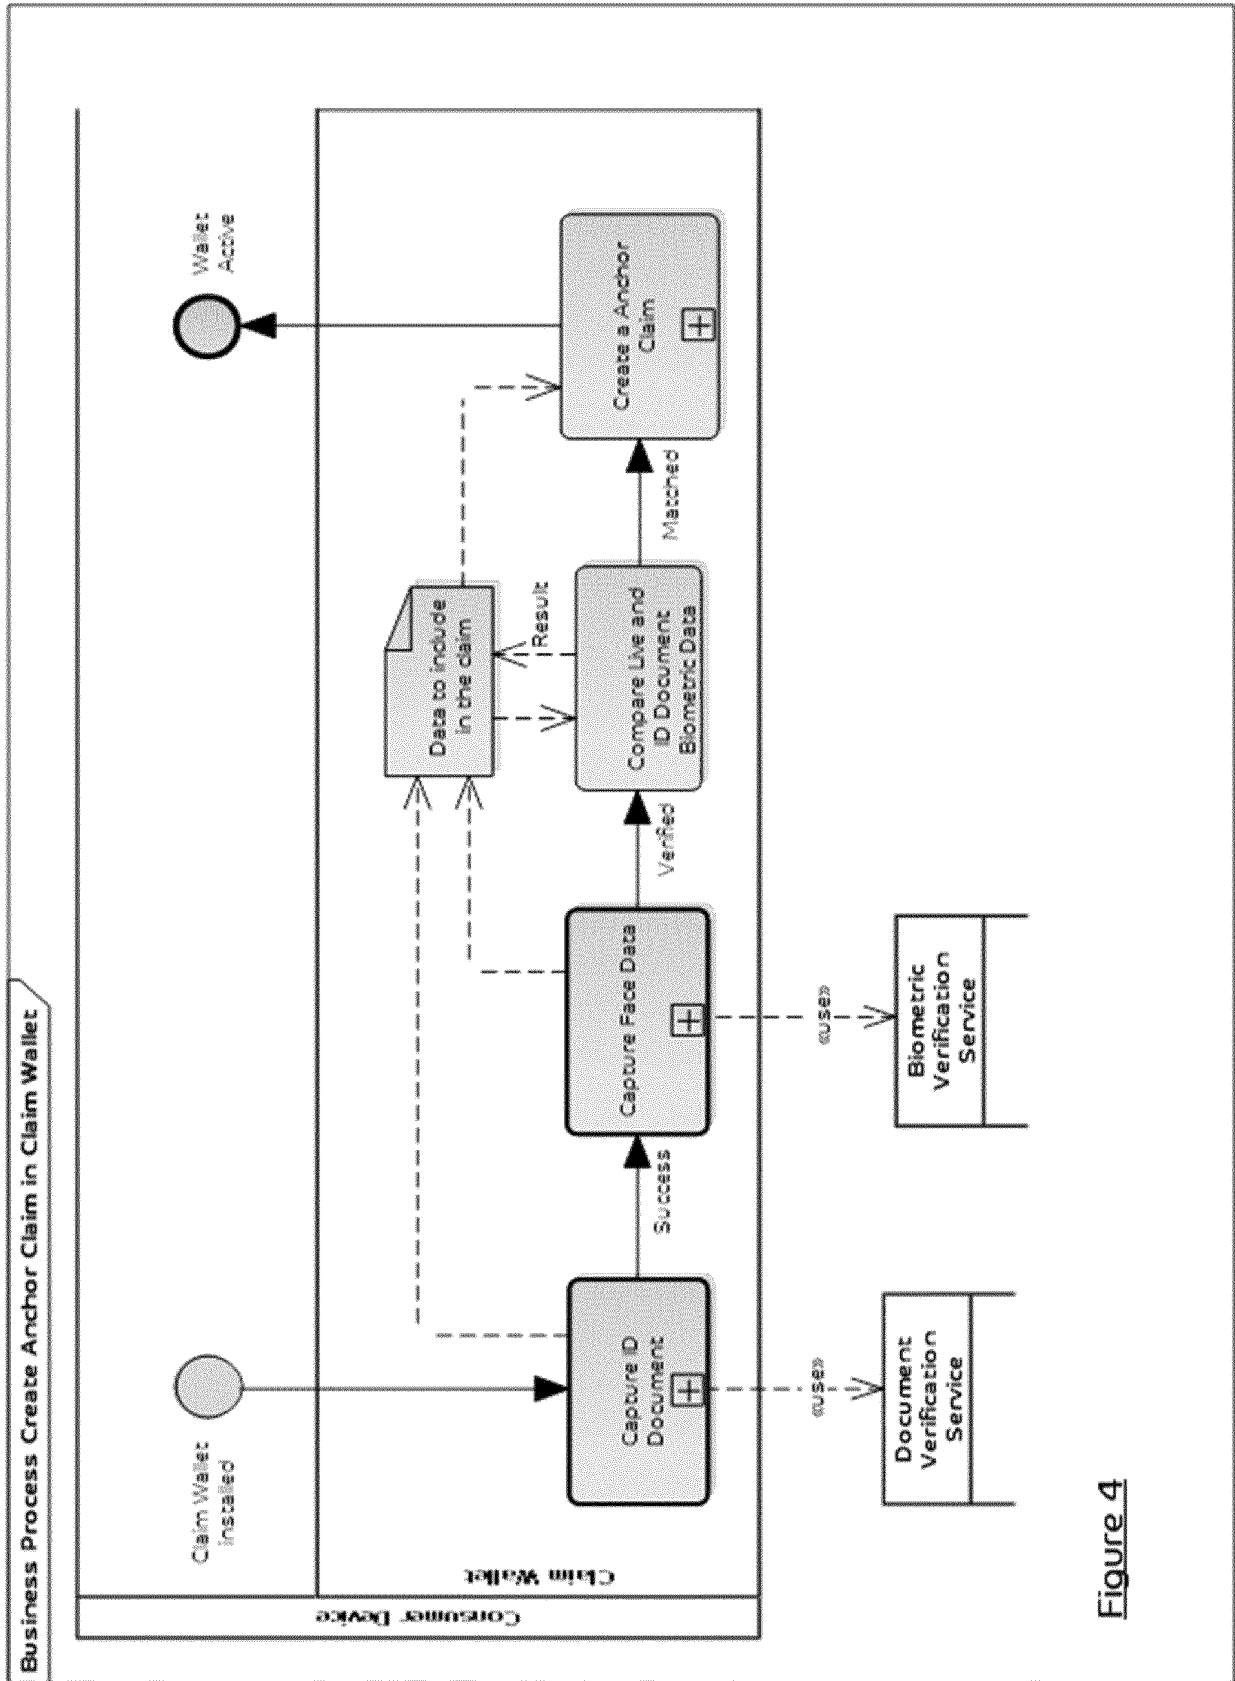 Business Process Create Anchor Claim in Claim Wallet
Consumer Device
Claim Wallet
Claim Wallet
Installed
Wallet
Active
Data to include
in the claim
Result
Capture ID
Document
Success
Capture Face Data
Verified
Compare Live and
ID Document
Biometric Data
Matched
Create a Anchor
Claim
«use»
«use»
Document
Verification
Service
Biometric
Verification
Service
Figure 4